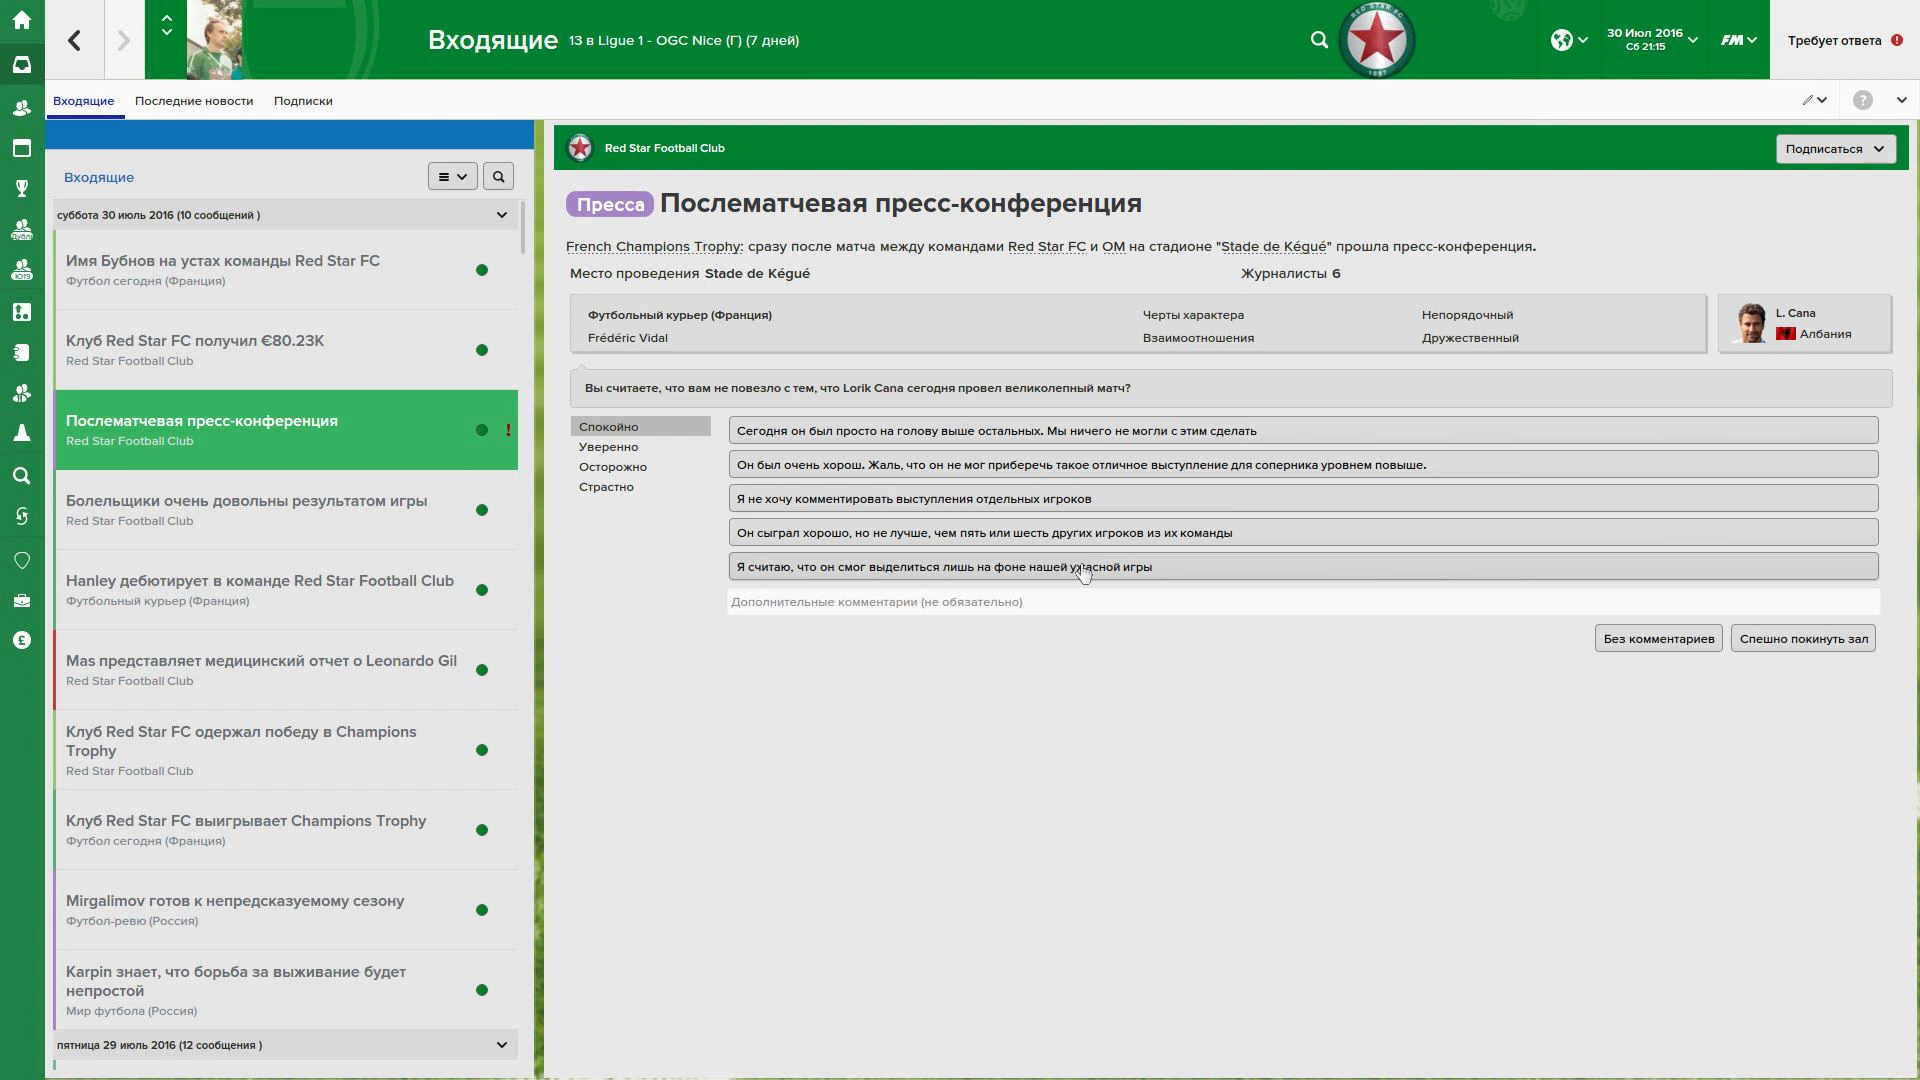 Входящие
13 в Ligue 1 - OGC Nice (Г) (7 дней)
RED STAR FC
1897
30 Июл 2016
Сб 21:15
FM
Требует ответа
Входящие
Последние новости
Подписки
?
Входящие
суббота 30 июль 2016 (10 сообщений )
Имя Бубнов на устах команды Red Star FC
Футбол сегодня (Франция)
Клуб Red Star FC получил €80.23K
Red Star Football Club
Послематчевая пресс-конференция
Red Star Football Club
!
Болельщики очень довольны результатом игры
Red Star Football Club
Hanley дебютирует в команде Red Star Football Club
Футбольный курьер (Франция)
Mas представляет медицинский отчет о Leonardo Gil
Red Star Football Club
Клуб Red Star FC одержал победу в Champions
Trophy
Red Star Football Club
Клуб Red Star FC выигрывает Champions Trophy
Футбол сегодня (Франция)
Mirgalimov готов к непредсказуемому сезону
Футбол-ревю (Россия)
Karpin знает, что борьба за выживание будет
непростой
Мир футбола (Россия)
пятница 29 июль 2016 (12 сообщения )
Red Star Football Club
Подписаться
Пресса Послематчевая пресс-конференция
French Champions Trophy: сразу после матча между командами Red Star FC и ОМ на стадионе "Stade de Kégué" прошла пресс-конференция.
Место проведения Stade de Kégué
Журналисты 6
Футбольный курьер (Франция)
Черты характера
Непорядочный
Frédéric Vidal
Взаимоотношения
Дружественный
L. Cana
Албания
Вы считаете, что вам не повезло с тем, что Lorik Cana сегодня провел великолепный матч?
Спокойно
Уверенно
Осторожно
Страстно
Сегодня он был просто на голову выше остальных. Мы ничего не могли с этим сделать
Он был очень хорош. Жаль, что он не мог приберечь такое отличное выступление для соперника уровнем повыше.
Я не хочу комментировать выступления отдельных игроков
Он сыграл хорошо, но не лучше, чем пять или шесть других игроков из их команды
Я считаю, что он смог выделиться лишь на фоне нашей ужасной игры
Дополнительные комментарии (не обязательно)
Без комментариев
Спешно покинуть зал